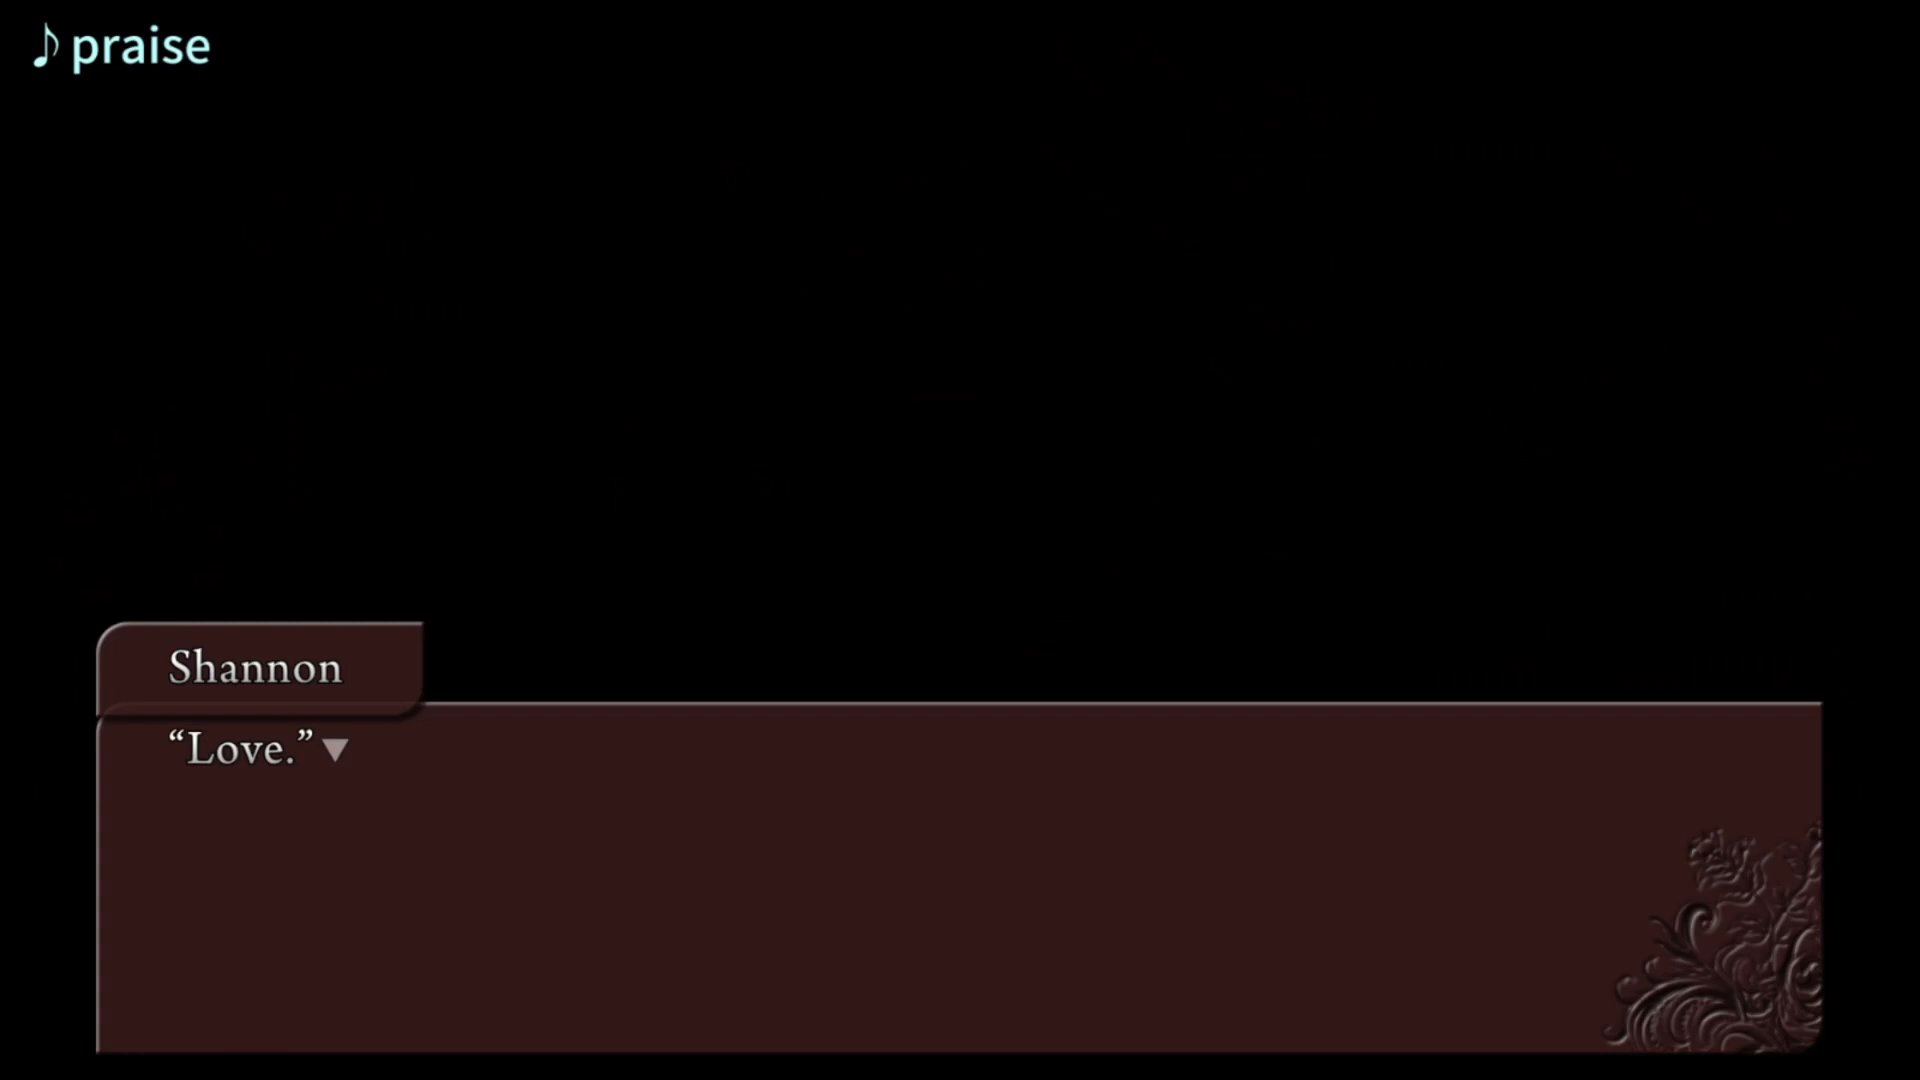 ♪ praise
Shannon
“Love.”▼